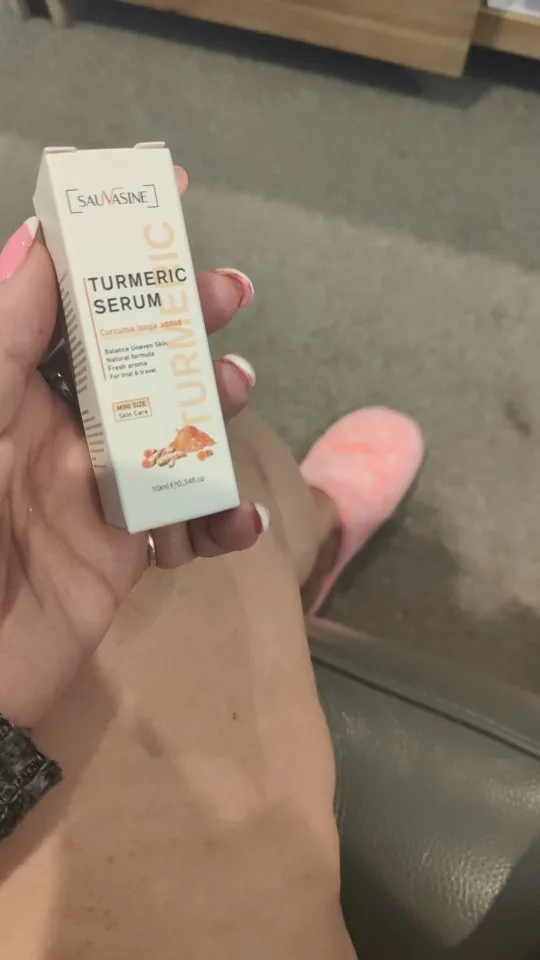 [SAUVASINE]
TURMERIC
TURMERIC
SERUM
Curcuma longa added
Balance Uneven Skin
Natural formula
Fresh aroma
For trial & travel
MINI SIZE
Skin Care
10ml℮/0.34fl.oz